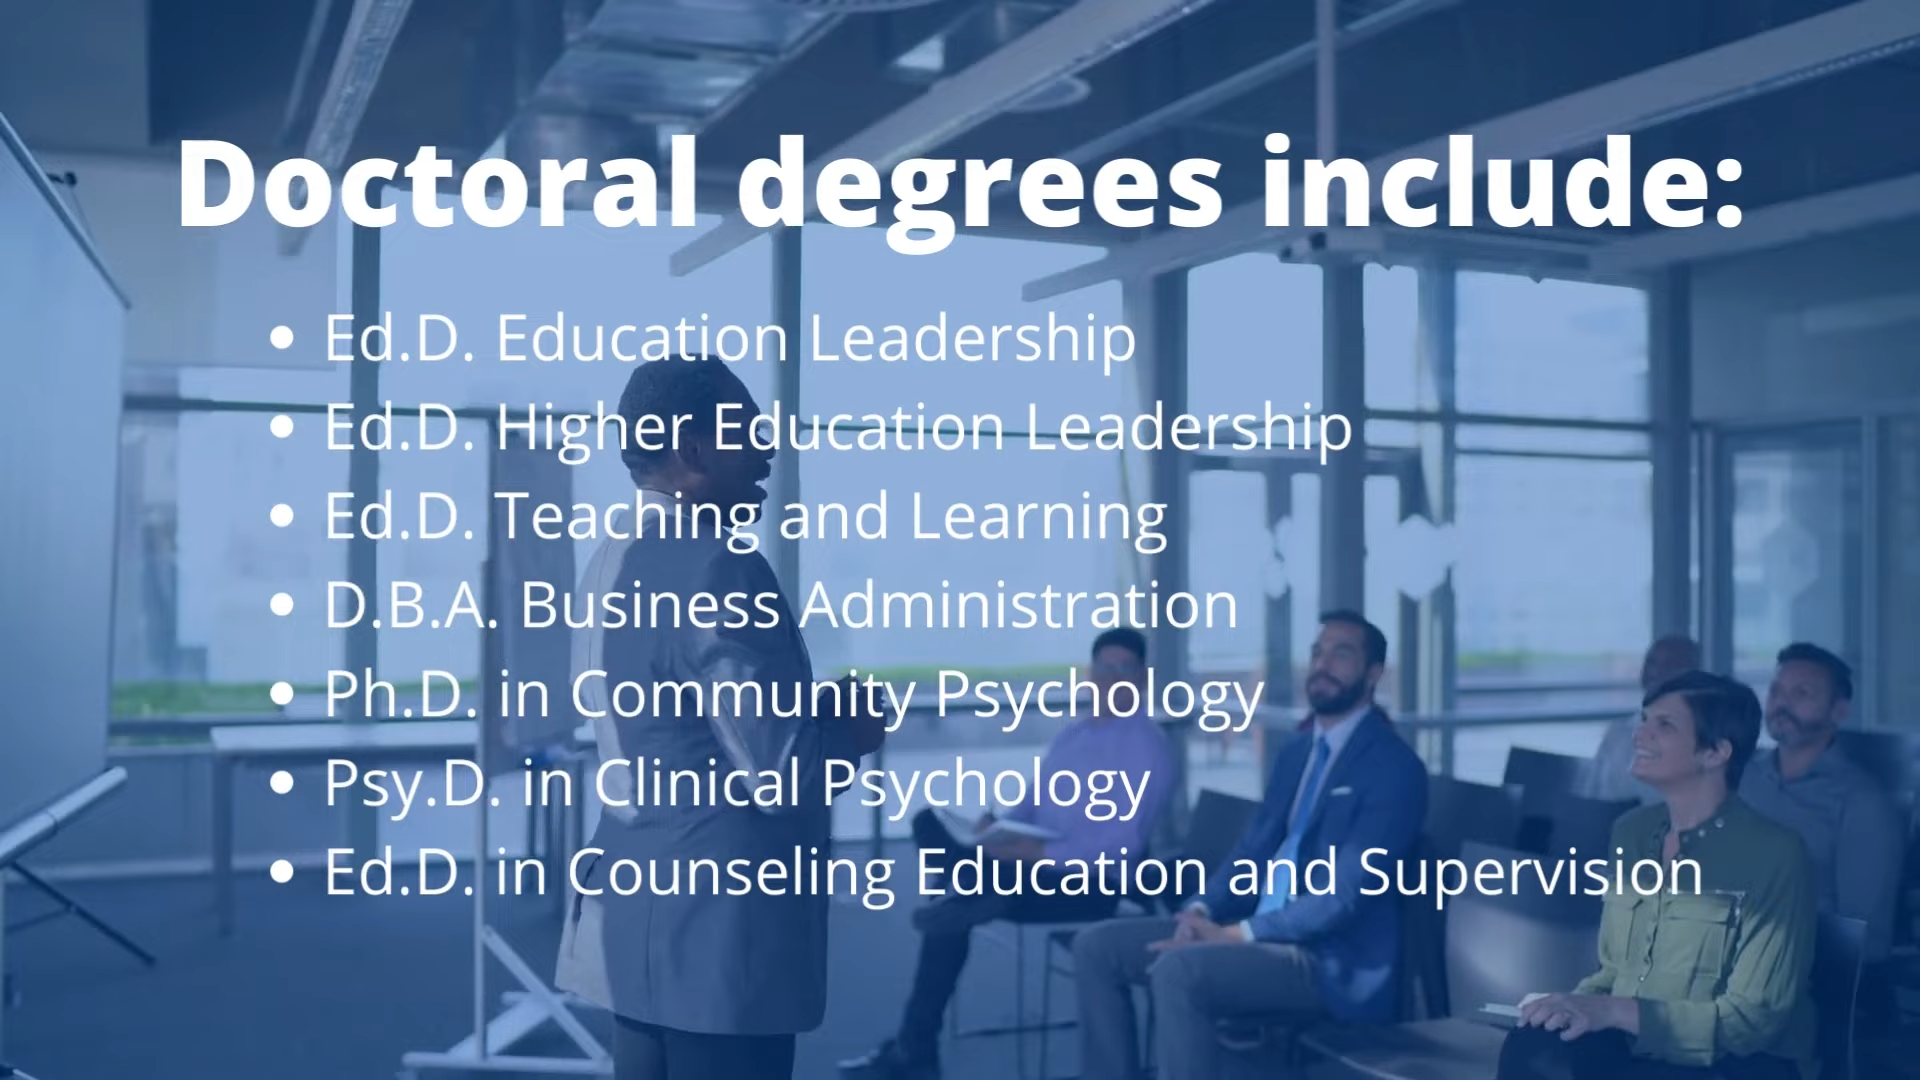 Doctoral degrees include:
• Ed.D. Education Leadership
• Ed.D. Higher Education Leadership
• Ed.D. Teaching and Learning
• D.B.A. Business Administration
• Ph.D. in Community Psychology
• Psy.D. in Clinical Psychology
• Ed.D. in Counseling Education and Supervision